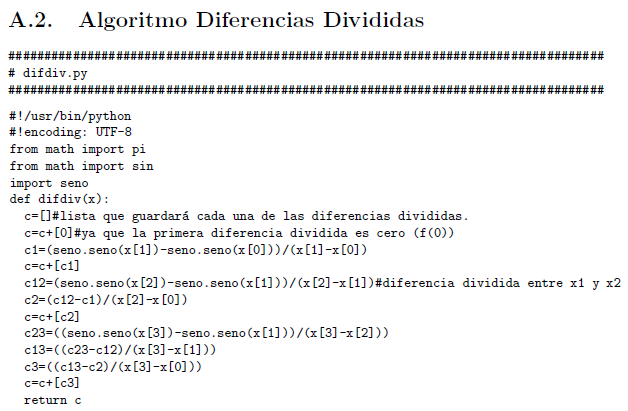 A.2. Algoritmo Diferencias Divididas
################################################################################
# difdiv.py
################################################################################
#!/usr/bin/python
#!encoding: UTF-8
from math import pi
from math import sin
import seno
def difdiv(x):
  c=[]#lista que guardará cada una de las diferencias divididas.
  c=c+[0]#ya que la primera diferencia dividida es cero (f(0))
  c1=(seno.seno(x[1])-seno.seno(x[0]))/(x[1]-x[0])
  c=c+[c1]
  c12=(seno.seno(x[2])-seno.seno(x[1]))/(x[2]-x[1])#diferencia dividida entre x1 y x2
  c2=(c12-c1)/(x[2]-x[0])
  c=c+[c2]
  c23=((seno.seno(x[3])-seno.seno(x[1]))/(x[3]-x[2]))
  c13=((c23-c12)/(x[3]-x[1]))
  c3=((c13-c2)/(x[3]-x[0]))
  c=c+[c3]
  return c